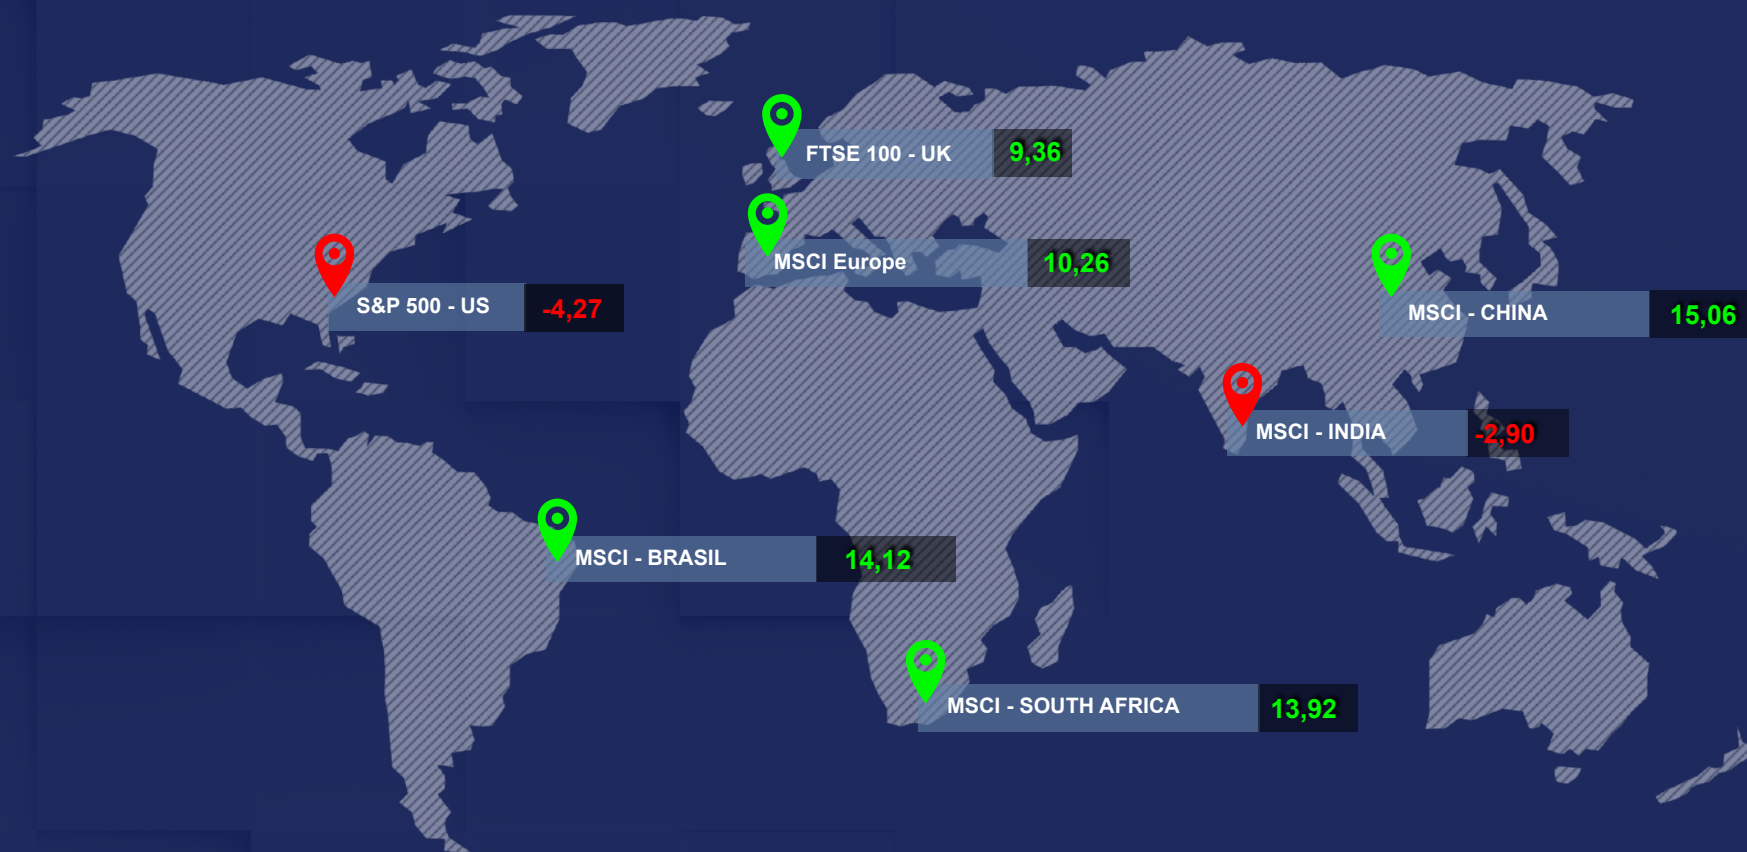 FTSE 100 - UK 9,36
MSCI Europe 10,26
S&P 500 - US -4,27
MSCI - CHINA 15,06
MSCI - INDIA -2,90
MSCI - BRASIL 14,12
MSCI - SOUTH AFRICA 13,92